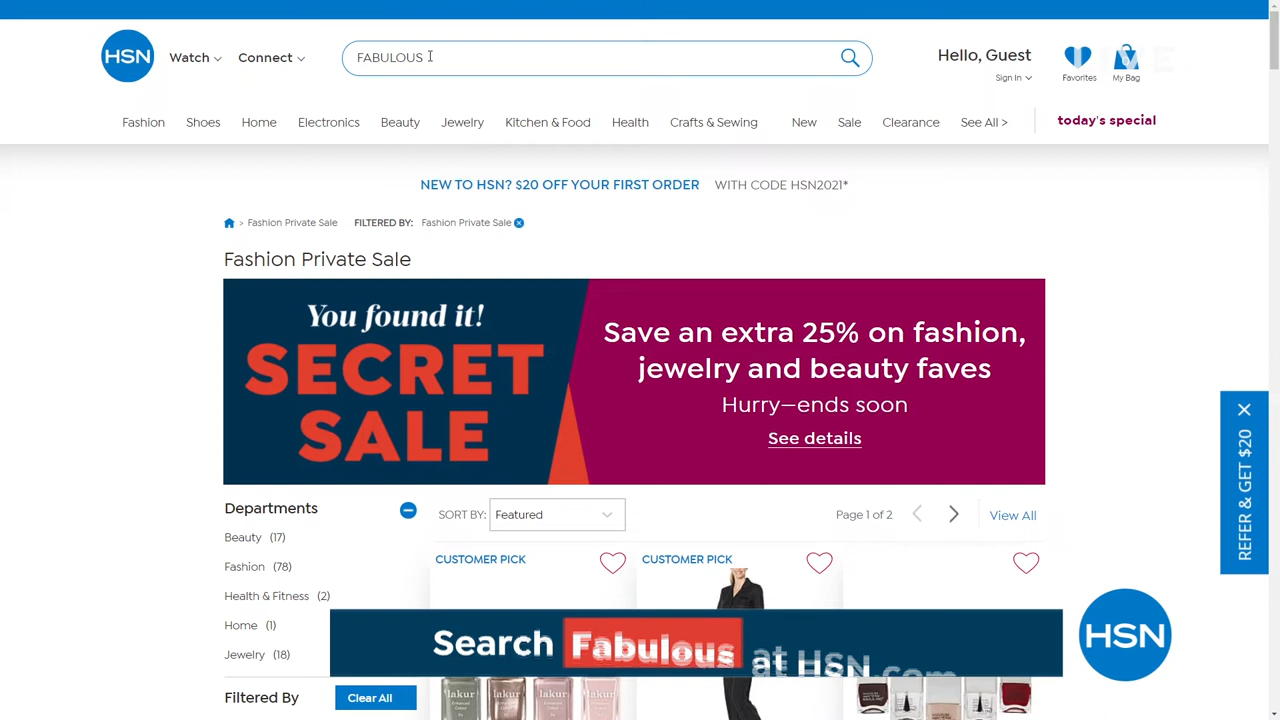 HSN
Watch
Connect
FABULOUS
Hello, Guest
Sign In
Favorites
My Bag
Fashion
Shoes
Home
Electronics
Beauty
Jewelry
Kitchen & Food
Health
Crafts & Sewing
New
Sale
Clearance
See All >
today's special
NEW TO HSN? $20 OFF YOUR FIRST ORDER WITH CODE HSN2021*
> Fashion Private Sale FILTERED BY: Fashion Private Sale
Fashion Private Sale
You found it!
SECRET
SALE
Save an extra 25% on fashion,
jewelry and beauty faves
Hurry—ends soon
See details
REFER & GET $20
Departments
SORT BY: Featured
Page 1 of 2
View All
Beauty (17)
Fashion (78)
Health & Fitness (2)
Home (1)
Jewelry (18)
Filtered By
Clear All
CUSTOMER PICK
CUSTOMER PICK
Search Fabulous at HSN.com
HSN
lakur
lakur
lakur
lakur